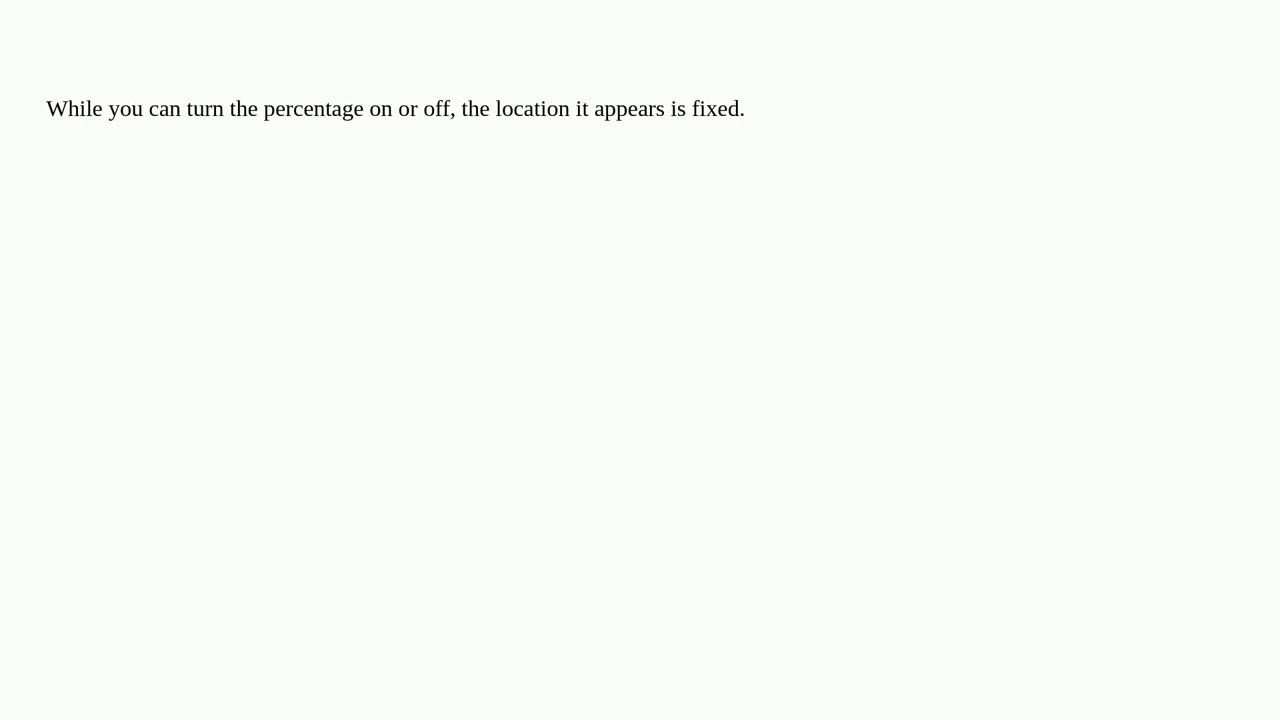 While you can turn the percentage on or off, the location it appears is fixed.